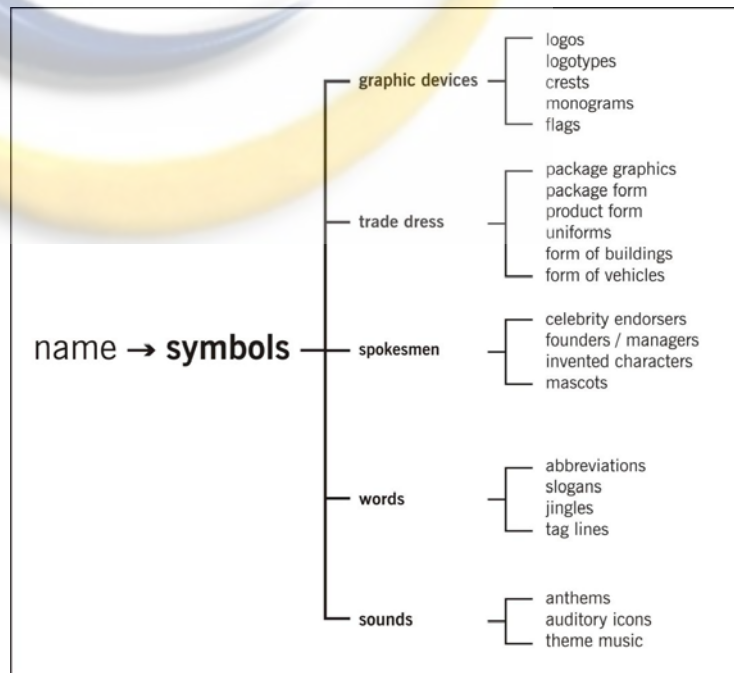 graphic devices
logos
logotypes
crests
monograms
flags
trade dress
package graphics
package form
product form
uniforms
form of buildings
form of vehicles
name → symbols
spokesmen
celebrity endorsers
founders / managers
invented characters
mascots
words
abbreviations
slogans
jingles
tag lines
sounds
anthems
auditory icons
theme music